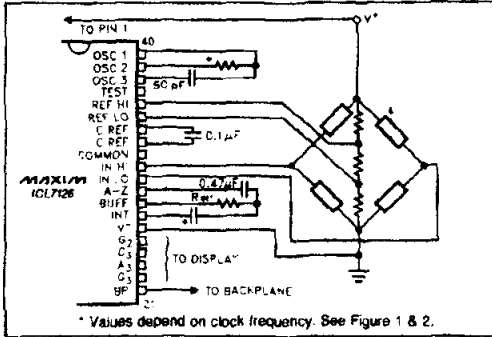 V+
TO PIN 1
40
OSC 1
OSC 2
OSC 3
TEST
REF HI
REF LO
C REF
C REF
COMMON
IN HI
IN LO
A-Z
BUFF
INT
V-
G2
C3
A3
G3
BP
21
*
50 pF
0.1µF
0.47µF
RINT
*
MAXIM
ICL7126
TO DISPLAY
TO BACKPLANE
* Values depend on clock frequency. See Figure 1 & 2.